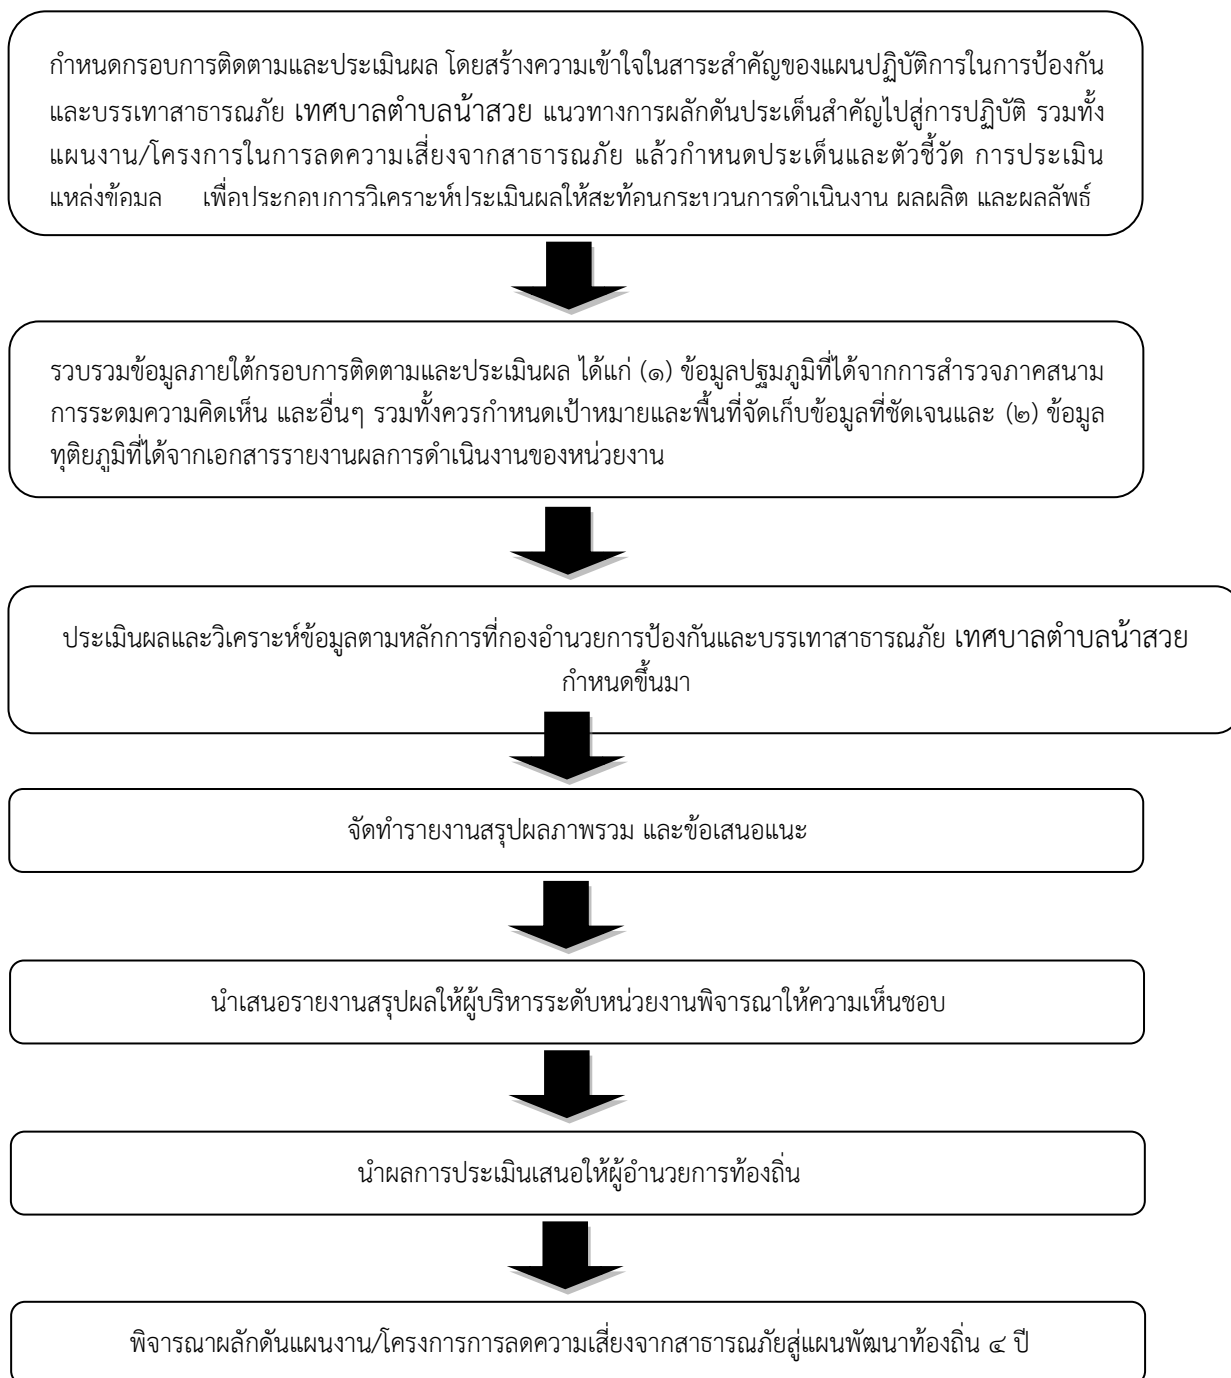 กำหนดกรอบการติดตามและประเมินผล โดยสร้างความเข้าใจในสาระสำคัญของแผนปฏิบัติการในการป้องกัน
และบรรเทาสาธารณภัย เทศบาลตำบลน้าสวย แนวทางการผลักดันประเด็นสำคัญไปสู่การปฏิบัติ รวมทั้ง
แผนงาน/โครงการในการลดความเสี่ยงจากสาธารณภัย แล้วกำหนดประเด็นและตัวชี้วัด การประเมิน
แหล่งข้อมูล เพื่อประกอบการวิเคราะห์ประเมินผลให้สะท้อนกระบวนการดำเนินงาน ผลผลิต และผลลัพธ์
รวบรวมข้อมูลภายใต้กรอบการติดตามและประเมินผล ได้แก่ (๑) ข้อมูลปฐมภูมิที่ได้จากการสำรวจภาคสนาม
การระดมความคิดเห็น และอื่นๆ รวมทั้งควรกำหนดเป้าหมายและพื้นที่จัดเก็บข้อมูลที่ชัดเจนและ (๒) ข้อมูล
ทุติยภูมิที่ได้จากเอกสารรายงานผลการดำเนินงานของหน่วยงาน
ประเมินผลและวิเคราะห์ข้อมูลตามหลักการที่กองอำนวยการป้องกันและบรรเทาสาธารณภัย เทศบาลตำบลน้าสวย
กำหนดขึ้นมา
จัดทำรายงานสรุปผลภาพรวม และข้อเสนอแนะ
นำเสนอรายงานสรุปผลให้ผู้บริหารระดับหน่วยงานพิจารณาให้ความเห็นชอบ
นำผลการประเมินเสนอให้ผู้อำนวยการท้องถิ่น
พิจารณาผลักดันแผนงาน/โครงการการลดความเสี่ยงจากสาธารณภัยสู่แผนพัฒนาท้องถิ่น ๔ ปี